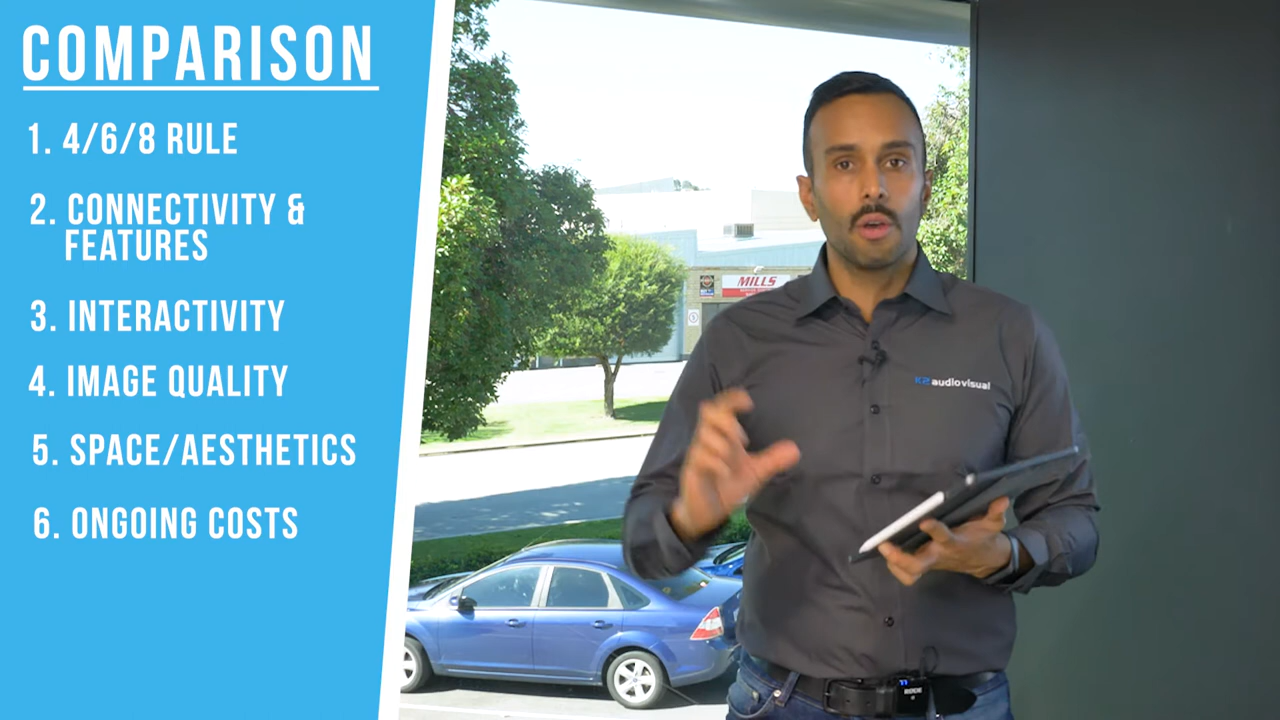 COMPARISON
1. 4/6/8 RULE
2. CONNECTIVITY &
FEATURES
3. INTERACTIVITY
4. IMAGE QUALITY
5. SPACE/AESTHETICS
6. ONGOING COSTS
MILLS
K2 audiovisual